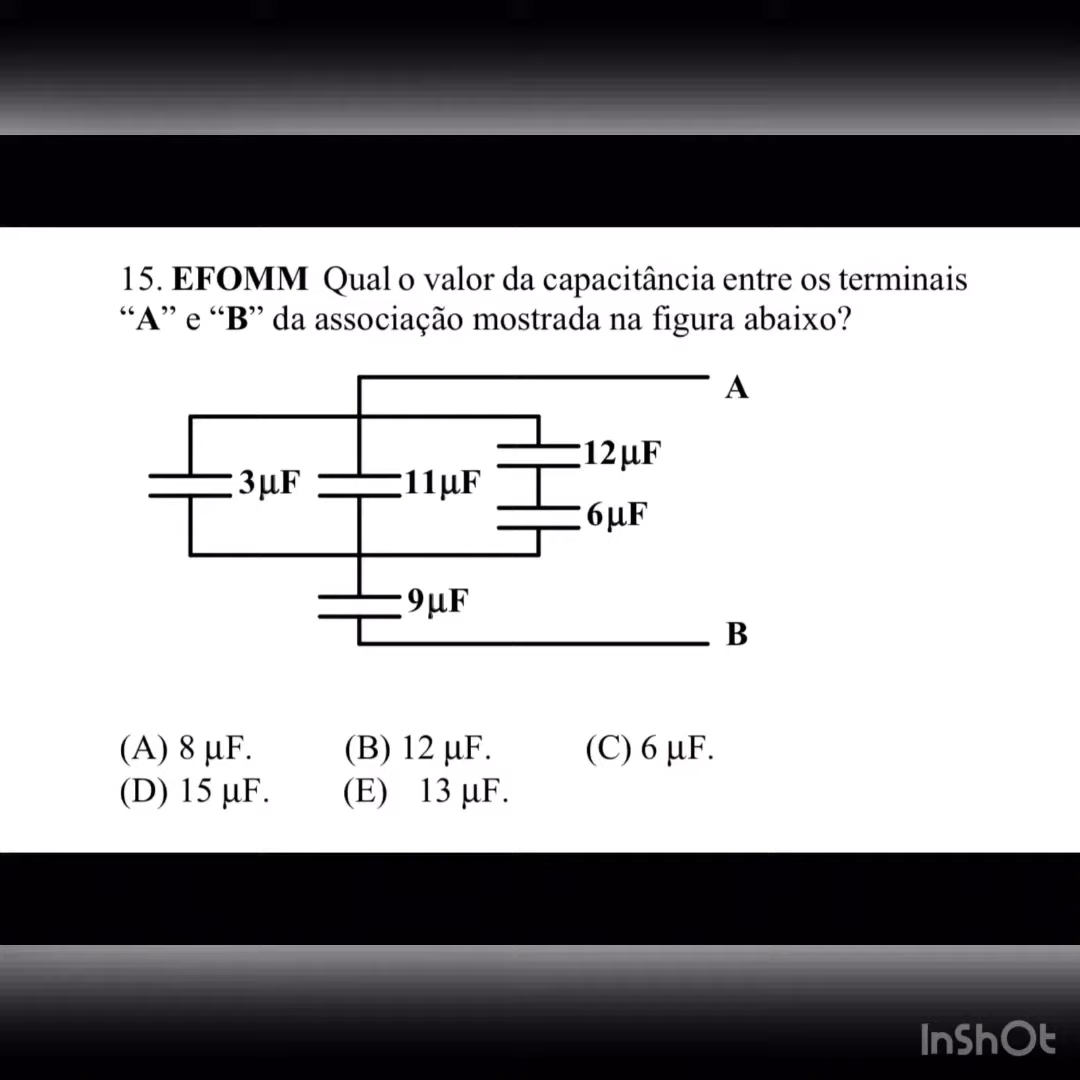 15. EFOMM Qual o valor da capacitância entre os terminais
“A” e “B” da associação mostrada na figura abaixo?
A
12μF
3μF
11μF
6μF
9μF
B
(A) 8 μF. (B) 12 μF. (C) 6 μF.
(D) 15 μF. (E) 13 μF.
InShOt